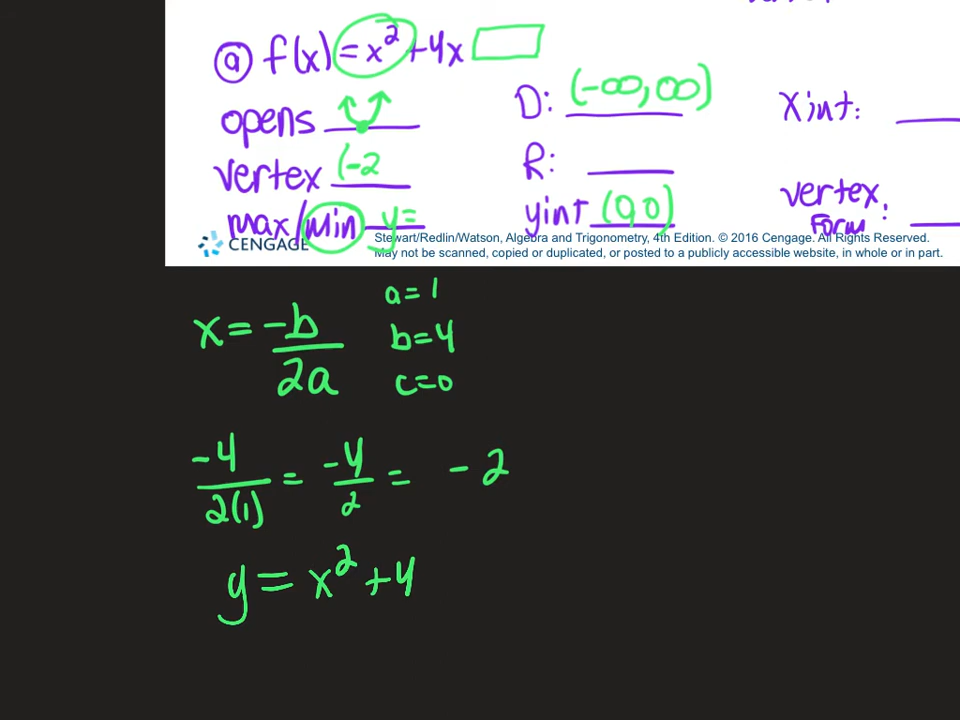 vertex
ⓐ f(x) = x² + 4x
opens
vertex (-2
max/min y=
D: (-∞, ∞)
R:
yint (0,0)
X int:
vertex Form:
CENGAGE
Stewart/Redlin/Watson, Algebra and Trigonometry, 4th Edition. © 2016 Cengage. All Rights Reserved.
May not be scanned, copied or duplicated, or posted to a publicly accessible website, in whole or in part.
x = -b/2a
a = 1
b = 4
c = 0
-4/2(1) = -4/2 = -2
y = x² + 4